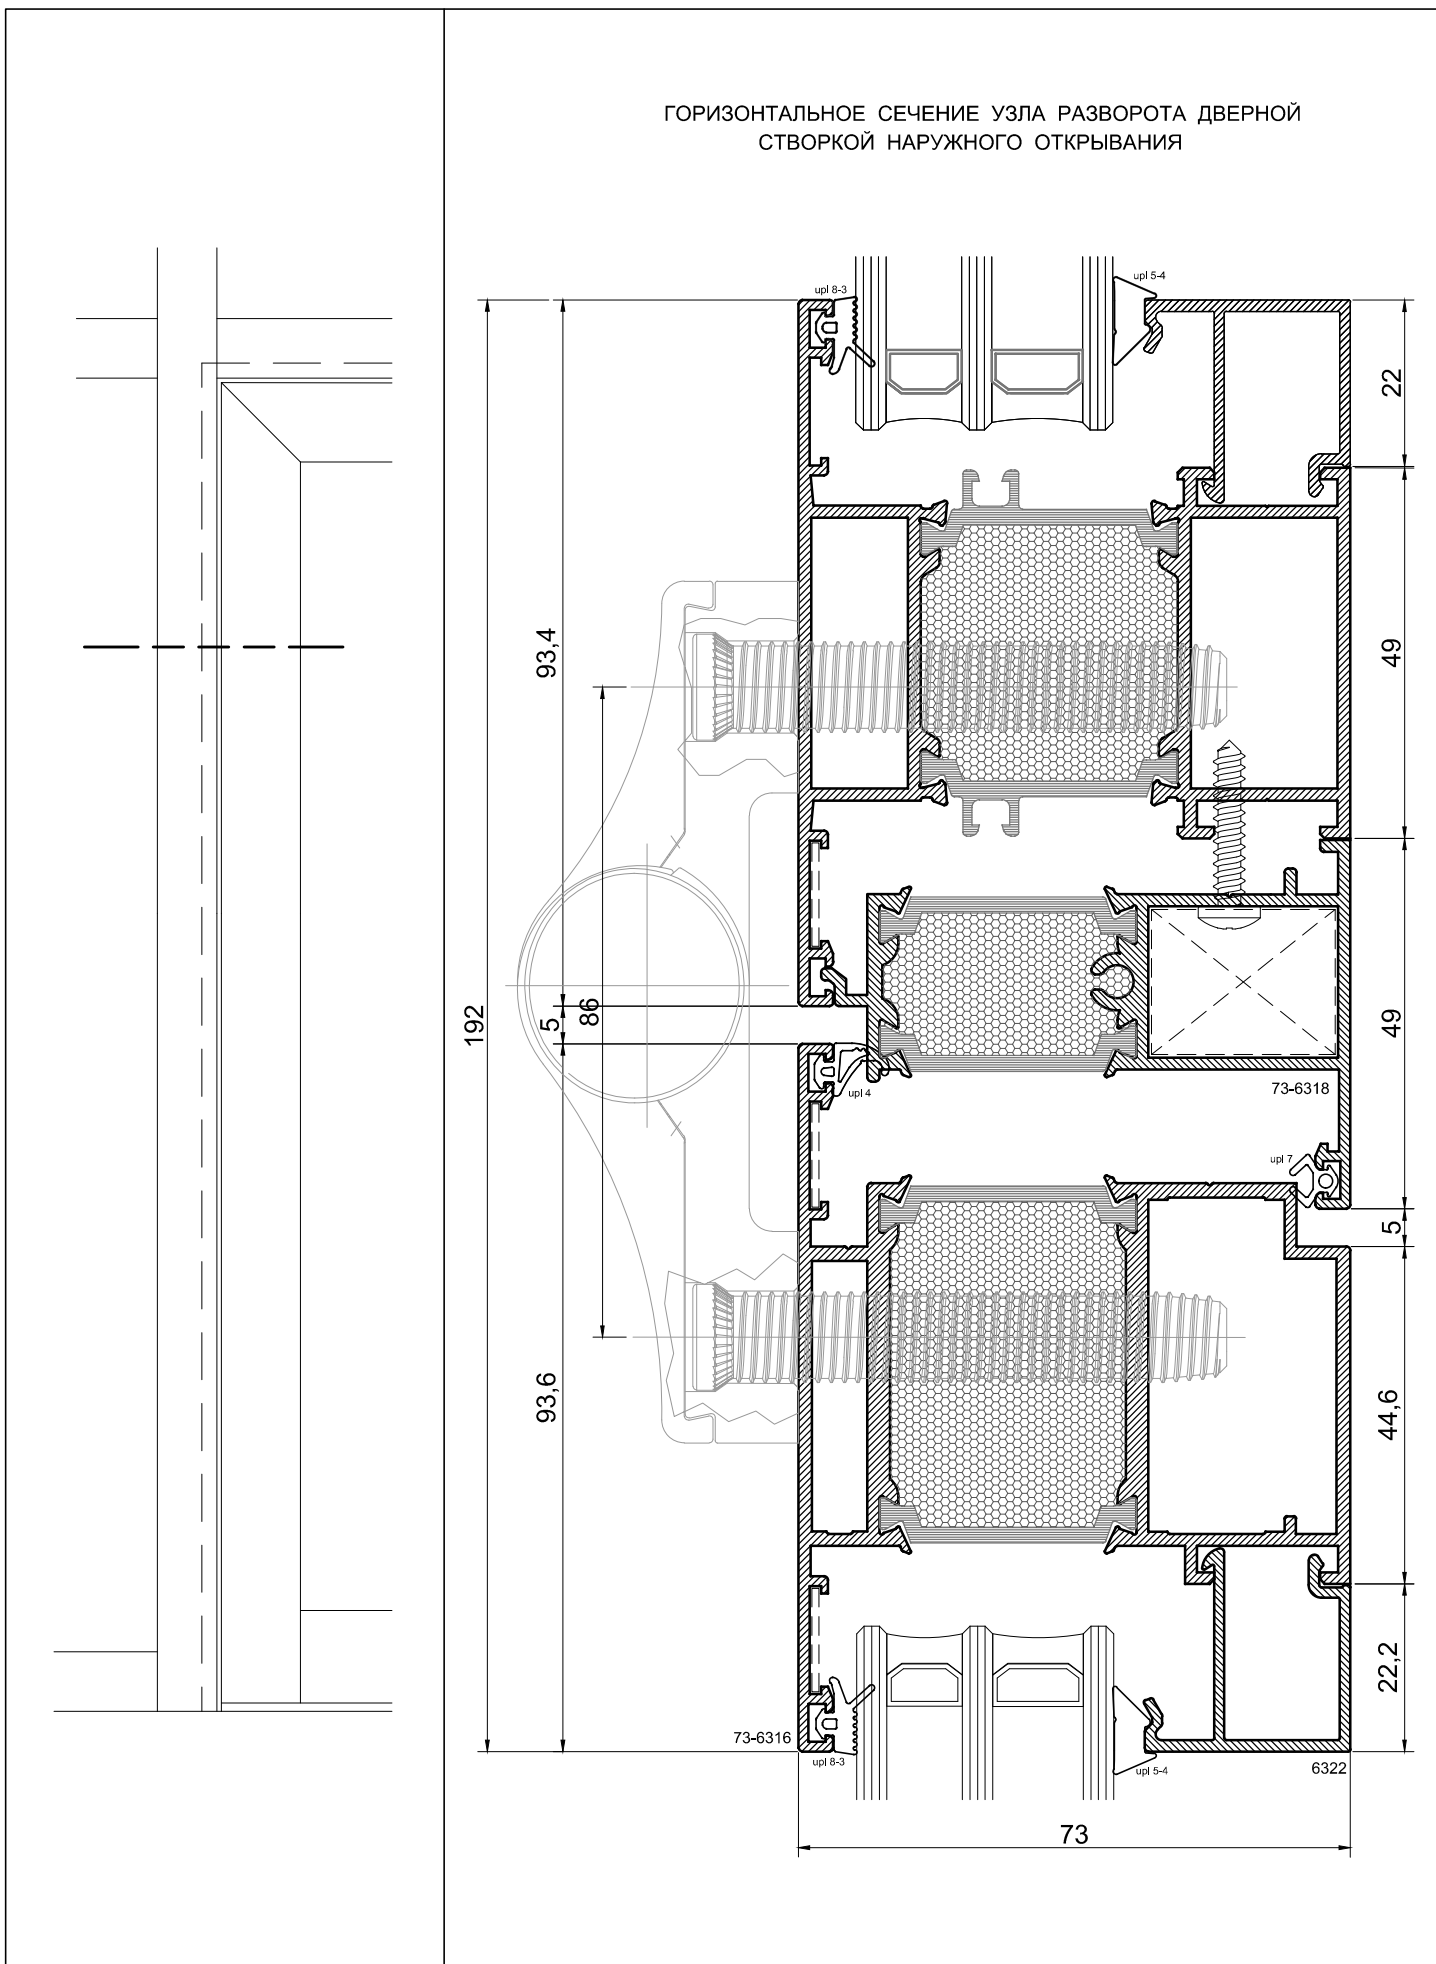 ГОРИЗОНТАЛЬНОЕ СЕЧЕНИЕ УЗЛА РАЗВОРОТА ДВЕРНОЙ
СТВОРКОЙ НАРУЖНОГО ОТКРЫВАНИЯ
upl 8-3
upl 5-4
22
93,4
49
192
5
86
49
upl 4
73-6318
upl 7
5
93,6
44,6
22,2
73-6316
upl 8-3
upl 5-4
6322
73